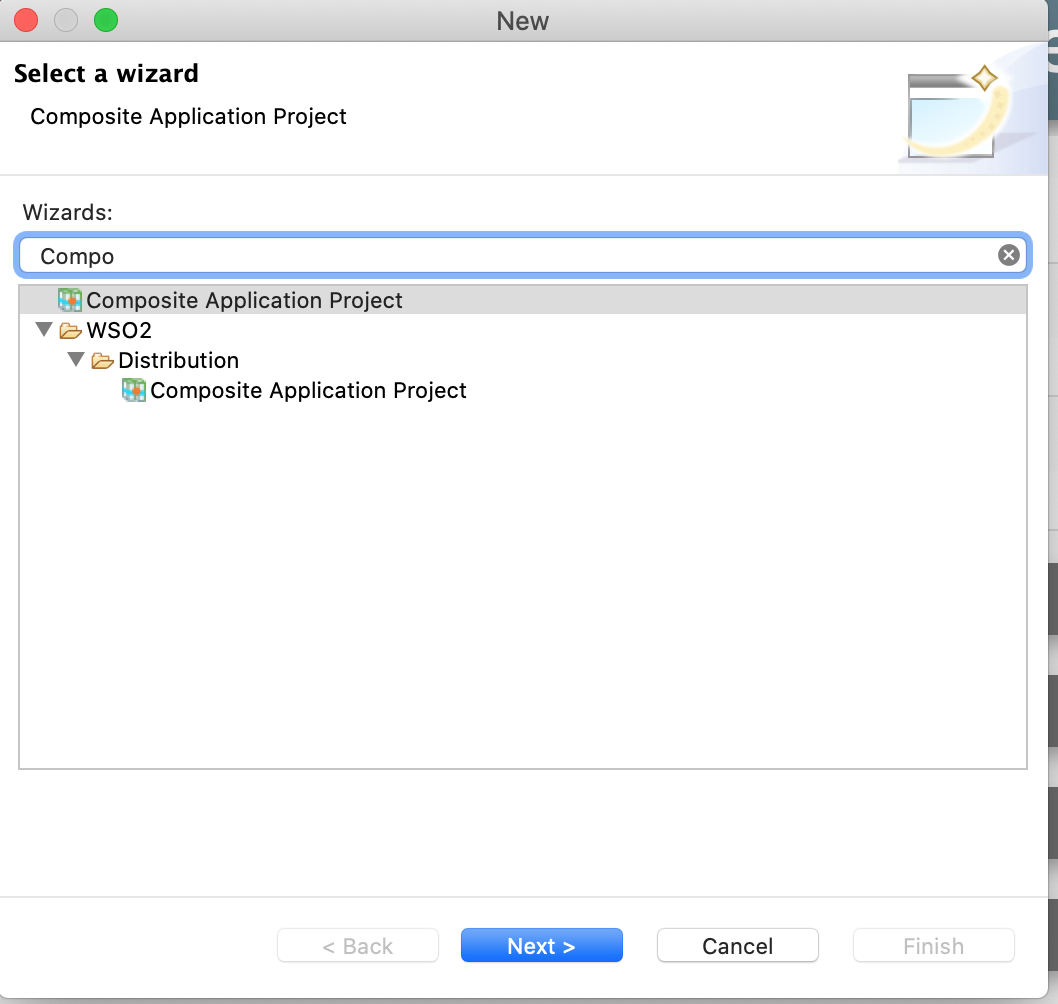 New
Select a wizard
Composite Application Project
Wizards:
Compo
Composite Application Project
WSO2
Distribution
Composite Application Project
< Back
Next >
Cancel
Finish